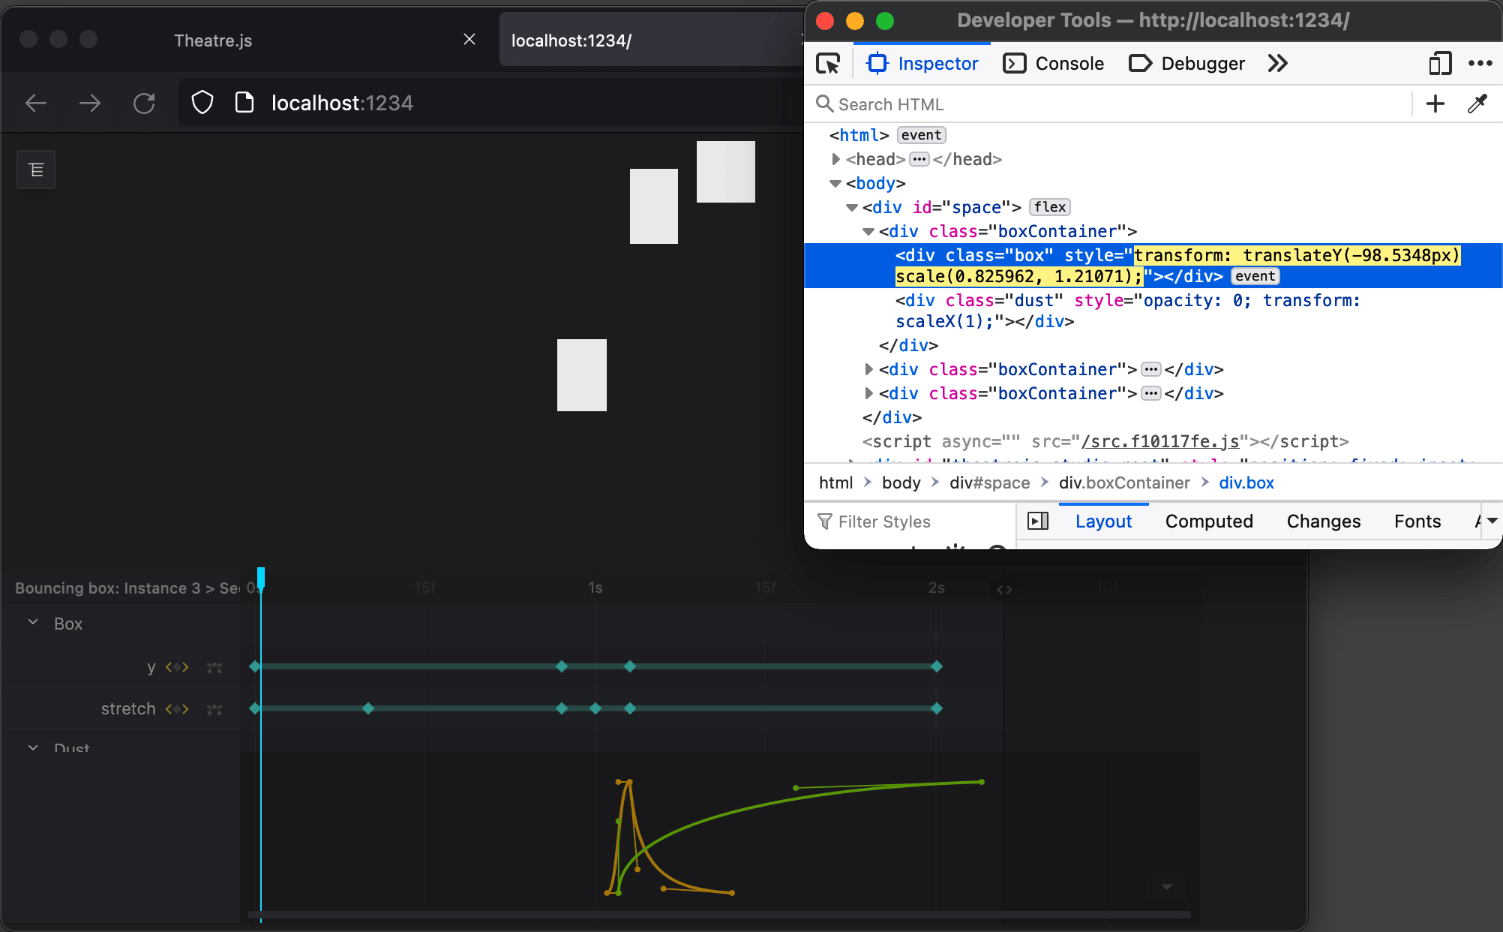 Theatre.js
localhost:1234/
localhost:1234
Developer Tools — http://localhost:1234/
Inspector
Console
Debugger
Search HTML
<html> event
<head> ••• </head>
<body>
<div id="space"> flex
<div class="boxContainer">
<div class="box" style="transform: translateY(-98.5348px)
scale(0.825962, 1.21071);"></div> event
<div class="dust" style="opacity: 0; transform:
scaleX(1);"></div>
</div>
<div class="boxContainer"> ••• </div>
<div class="boxContainer"> ••• </div>
</div>
<script async="" src="/src.f10117fe.js"></script>
html > body > div#space > div.boxContainer > div.box
Filter Styles
Layout
Computed
Changes
Fonts
Bouncing box: Instance 3 > Se
15f
1s
15f
2s
15f
Box
y
stretch
Dust